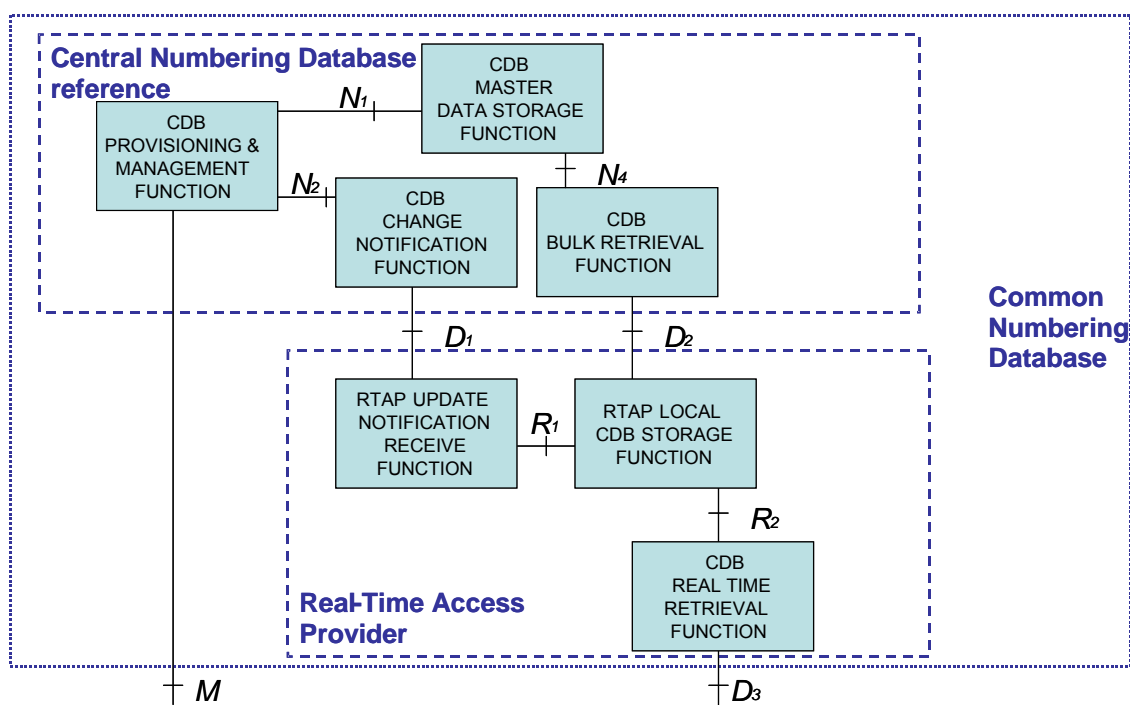 Central Numbering Database
reference
CDB
MASTER
DATA STORAGE
FUNCTION
N1
CDB
PROVISIONING &
MANAGEMENT
FUNCTION
N2
N4
CDB
CHANGE
NOTIFICATION
FUNCTION
CDB
BULK RETRIEVAL
FUNCTION
Common
Numbering
Database
D1
D2
RTAP UPDATE
NOTIFICATION
RECEIVE
FUNCTION
R1
RTAP LOCAL
CDB STORAGE
FUNCTION
R2
CDB
REAL TIME
RETRIEVAL
FUNCTION
Real-Time Access
Provider
M
D3